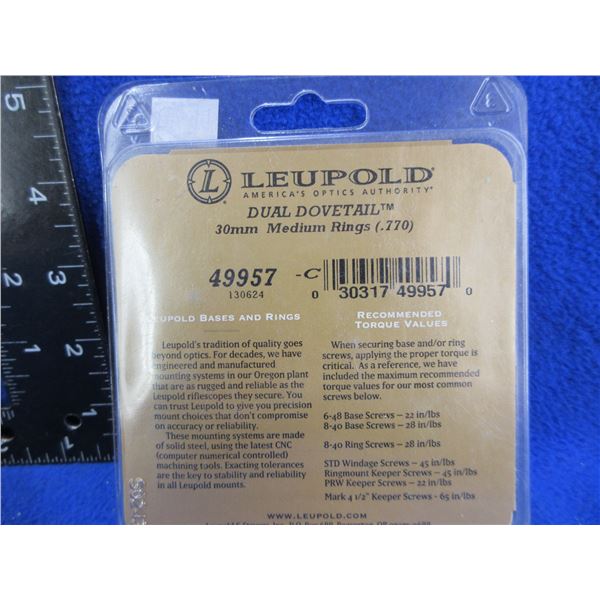 5
4
3
2
1
L
LEUPOLD®
AMERICA'S OPTICS AUTHORITY®
DUAL DOVETAIL™
30mm Medium Rings (.770)
49957 -C
130624
0 30317 49957 0
LEUPOLD BASES AND RINGS
Leupold's tradition of quality goes
beyond optics. For decades, we have
engineered and manufactured
mounting systems in our Oregon plant
that are as rugged and reliable as the
Leupold riflescopes they secure. You
can trust Leupold to give you precision
mount choices that don't compromise
on accuracy or reliability.
These mounting systems are made
of solid steel, using the latest CNC
(computer numerical controlled)
machining tools. Exacting tolerances
are the key to stability and reliability
in all Leupold mounts.
RECOMMENDED
TORQUE VALUES
When securing base and/or ring
screws, applying the proper torque is
critical. As a reference, we have
included the maximum recommended
torque values for our most common
screws below.
6-48 Base Screws – 22 in/lbs
8-40 Base Screws – 28 in/lbs
8-40 Ring Screws – 28 in/lbs
STD Windage Screws – 45 in/lbs
Ringmount Keeper Screws – 45 in/lbs
PRW Keeper Screws – 22 in/lbs
Mark 4 1/2" Keeper Screws - 65 in/lbs
WWW.LEUPOLD.COM